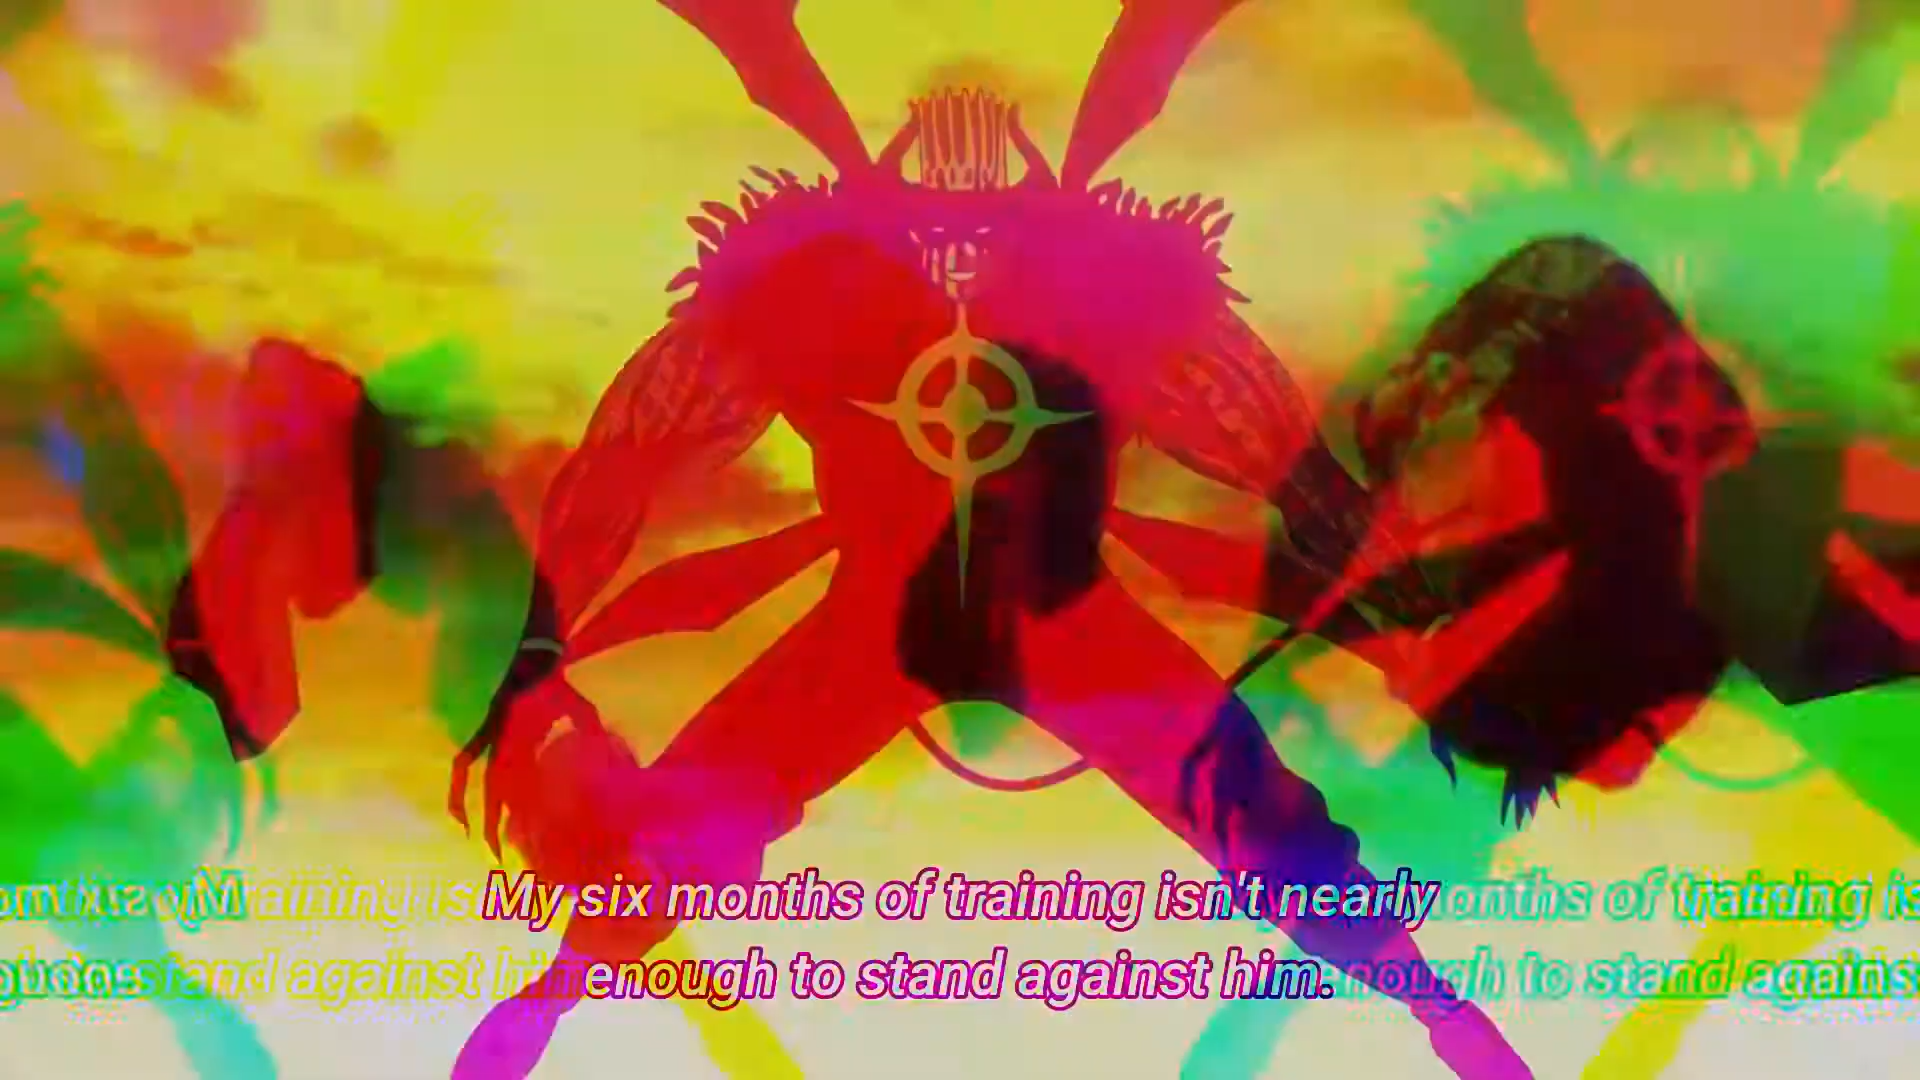 My six months of training isn't nearly
enough to stand against him.